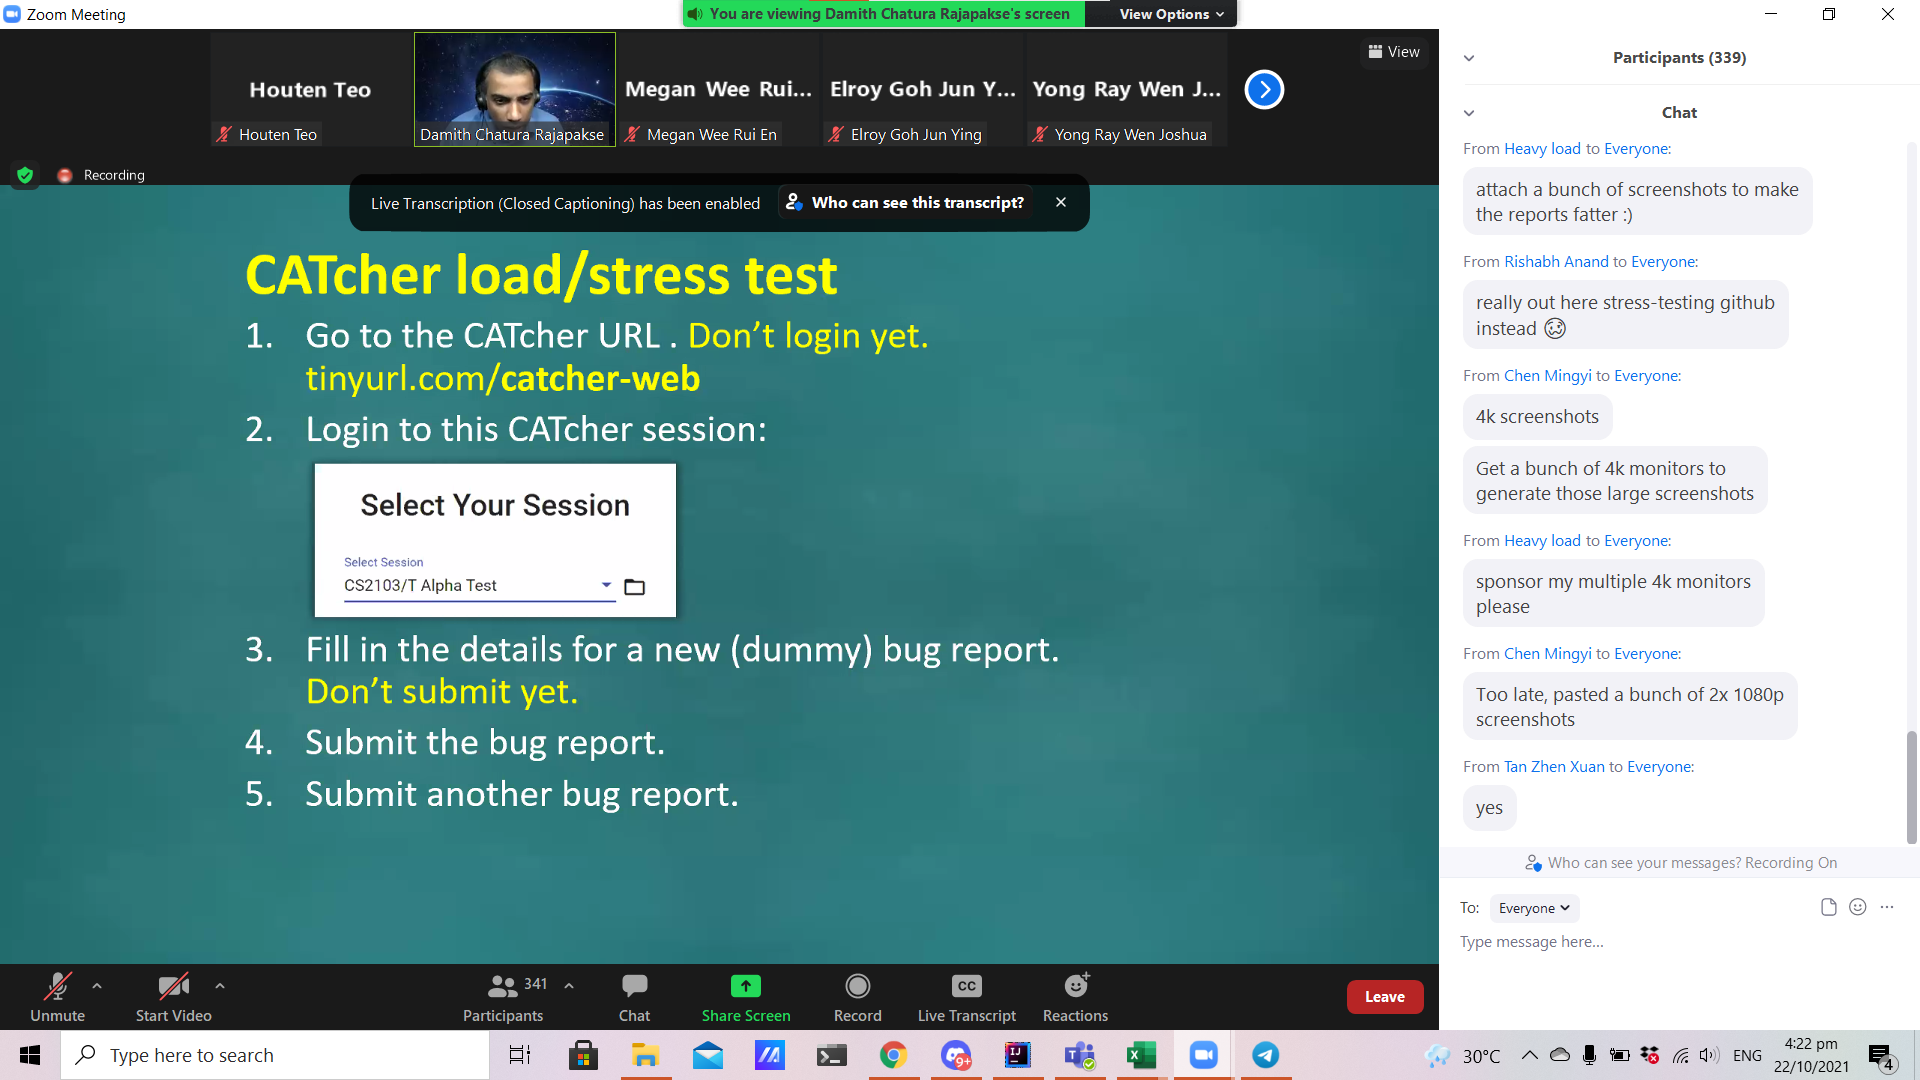 Zoom Meeting
You are viewing Damith Chatura Rajapakse's screen
View Options
Houten Teo
Megan Wee Rui...
Elroy Goh Jun Y...
Yong Ray Wen J...
View
Houten Teo
Damith Chatura Rajapakse
Megan Wee Rui En
Elroy Goh Jun Ying
Yong Ray Wen Joshua
Recording
Live Transcription (Closed Captioning) has been enabled
Who can see this transcript?
CATcher load/stress test
1. Go to the CATcher URL . Don't login yet.
tinyurl.com/catcher-web
2. Login to this CATcher session:
Select Your Session
Select Session
CS2103/T Alpha Test
3. Fill in the details for a new (dummy) bug report.
Don't submit yet.
4. Submit the bug report.
5. Submit another bug report.
Participants (339)
Chat
From Heavy load to Everyone:
attach a bunch of screenshots to make
the reports fatter :)
From Rishabh Anand to Everyone:
really out here stress-testing github
instead 🥴
From Chen Mingyi to Everyone:
4k screenshots
Get a bunch of 4k monitors to
generate those large screenshots
From Heavy load to Everyone:
sponsor my multiple 4k monitors
please
From Chen Mingyi to Everyone:
Too late, pasted a bunch of 2x 1080p
screenshots
From Tan Zhen Xuan to Everyone:
yes
Who can see your messages? Recording On
To: Everyone
Type message here...
Unmute
Start Video
341
Participants
Chat
Share Screen
Record
CC
Live Transcript
Reactions
Leave
Type here to search
9+
IJ
30°C
ENG
4:22 pm
22/10/2021
4